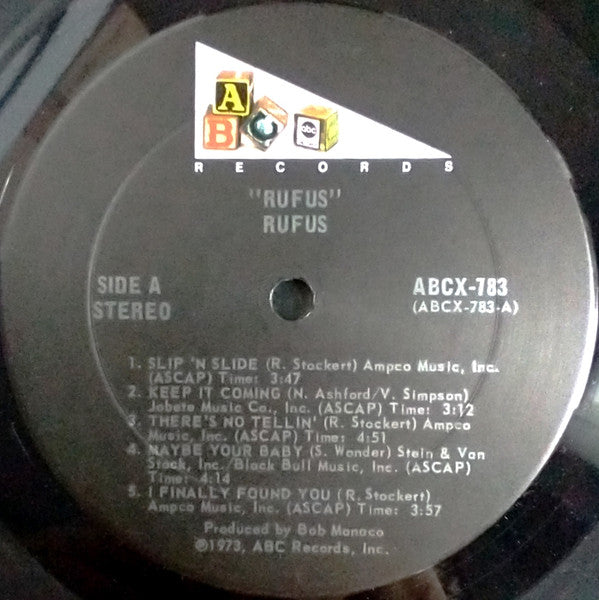 A
B C abc
RECORDS
"RUFUS"
RUFUS
SIDE A
STEREO
ABCX-783
(ABCX-783-A)
1. SLIP 'N SLIDE (R. Stockert) Ampco Music, Inc.
(ASCAP) Time: 3:47
2. KEEP IT COMING (N. Ashford/V. Simpson)
Jobete Music Co., Inc. (ASCAP) Time: 3:12
3. THERE'S NO TELLIN' (R. Stockert) Ampco
Music, Inc. (ASCAP) Time: 4:51
4. MAYBE YOUR BABY (S. Wonder) Stein & Van
Stock, Inc./Black Bull Music, Inc. (ASCAP)
Time: 4:14
5. I FINALLY FOUND YOU (R. Stockert)
Ampco Music, Inc. (ASCAP) Time: 3:57
Produced by Bob Monaco
©1973, ABC Records, Inc.